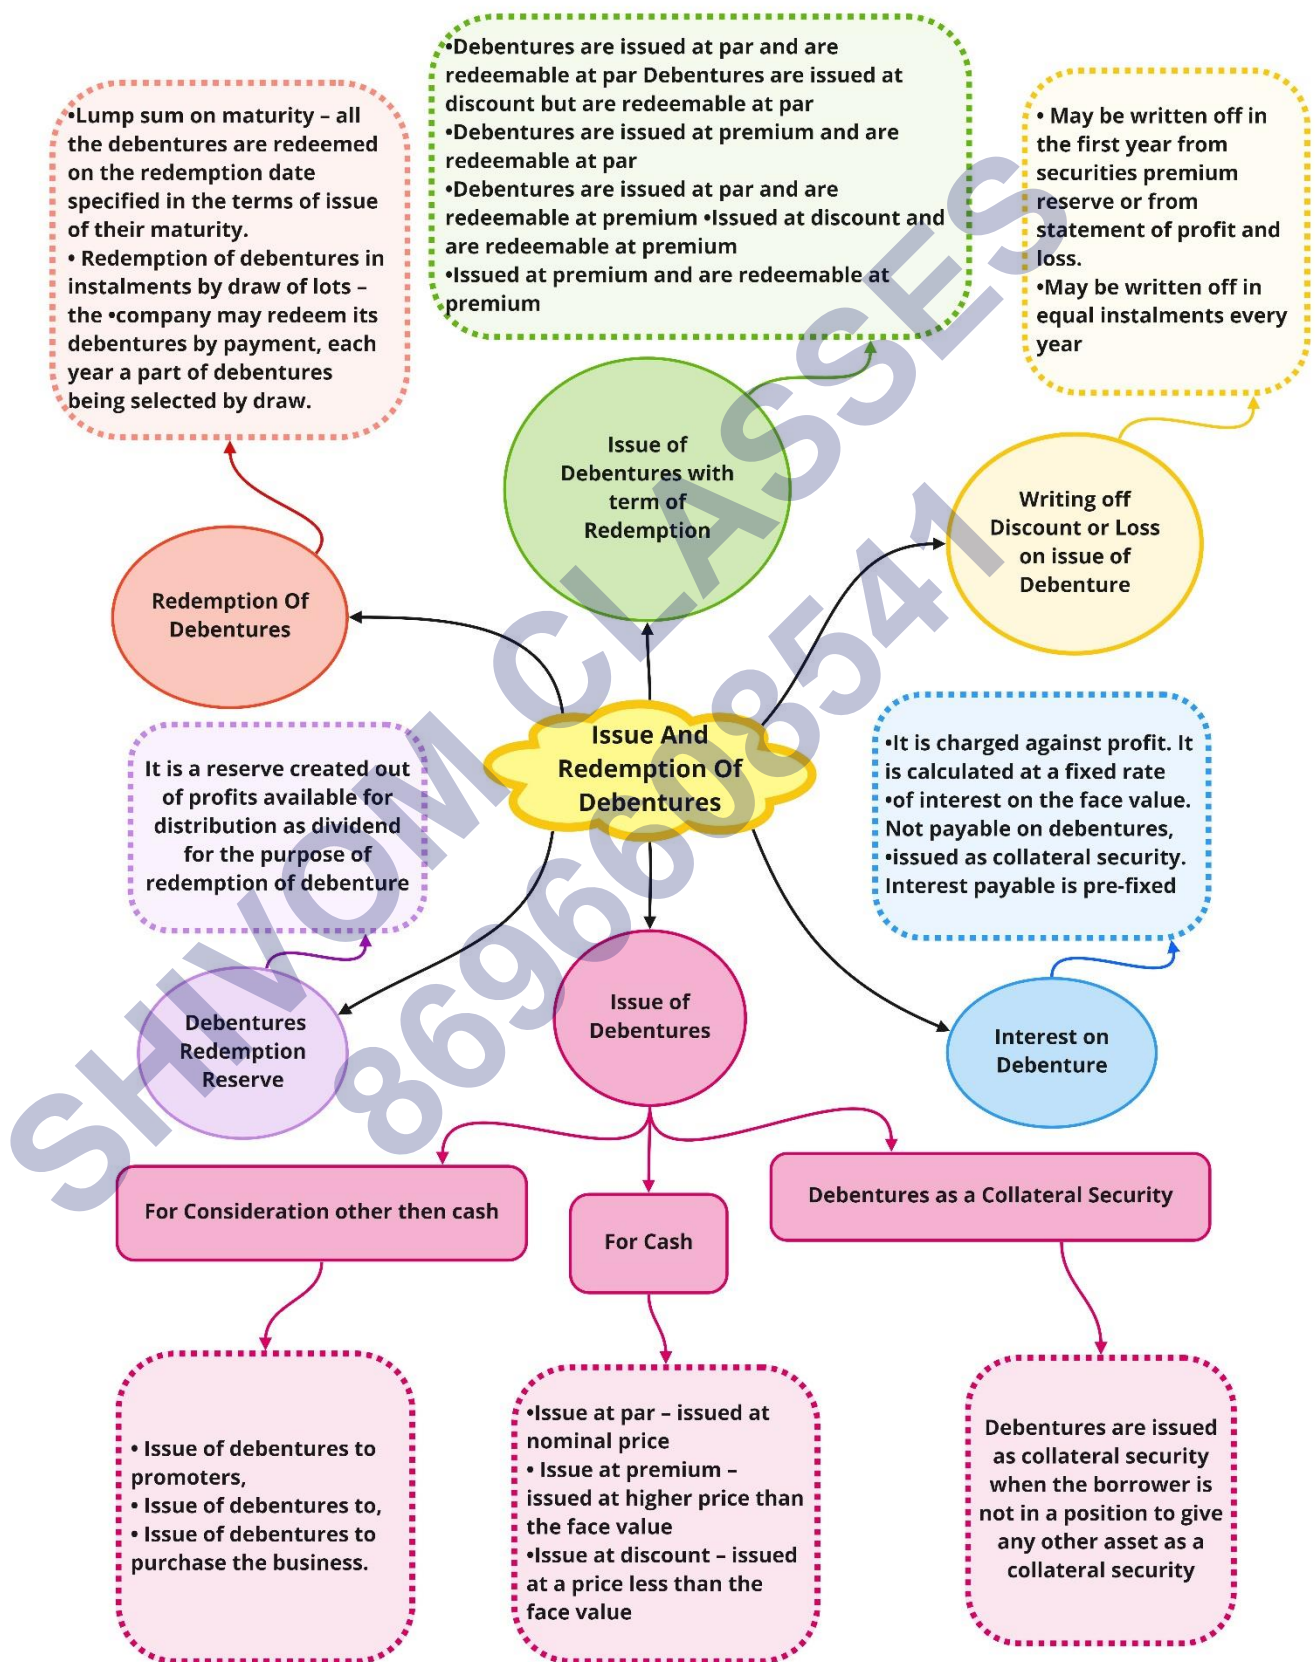 •Debentures are issued at par and are
redeemable at par Debentures are issued at
discount but are redeemable at par
•Debentures are issued at premium and are
redeemable at par
•Debentures are issued at par and are
redeemable at premium •Issued at discount and
are redeemable at premium
•Issued at premium and are redeemable at
premium
•Lump sum on maturity – all
the debentures are redeemed
on the redemption date
specified in the terms of issue
of their maturity.
• Redemption of debentures in
instalments by draw of lots –
the •company may redeem its
debentures by payment, each
year a part of debentures
being selected by draw.
• May be written off in
the first year from
securities premium
reserve or from
statement of profit and
loss.
•May be written off in
equal instalments every
year
Issue of
Debentures with
term of
Redemption
Writing off
Discount or Loss
on issue of
Debenture
Redemption Of
Debentures
Issue And
Redemption Of
Debentures
It is a reserve created out
of profits available for
distribution as dividend
for the purpose of
redemption of debenture
•It is charged against profit. It
is calculated at a fixed rate
•of interest on the face value.
Not payable on debentures,
•issued as collateral security.
Interest payable is pre-fixed
Debentures
Redemption
Reserve
Issue of
Debentures
Interest on
Debenture
For Consideration other then cash
For Cash
Debentures as a Collateral Security
• Issue of debentures to
promoters,
• Issue of debentures to,
• Issue of debentures to
purchase the business.
•Issue at par – issued at
nominal price
• Issue at premium –
issued at higher price than
the face value
•Issue at discount – issued
at a price less than the
face value
Debentures are issued
as collateral security
when the borrower is
not in a position to give
any other asset as a
collateral security
SHIVOM CLASSES
8696608541